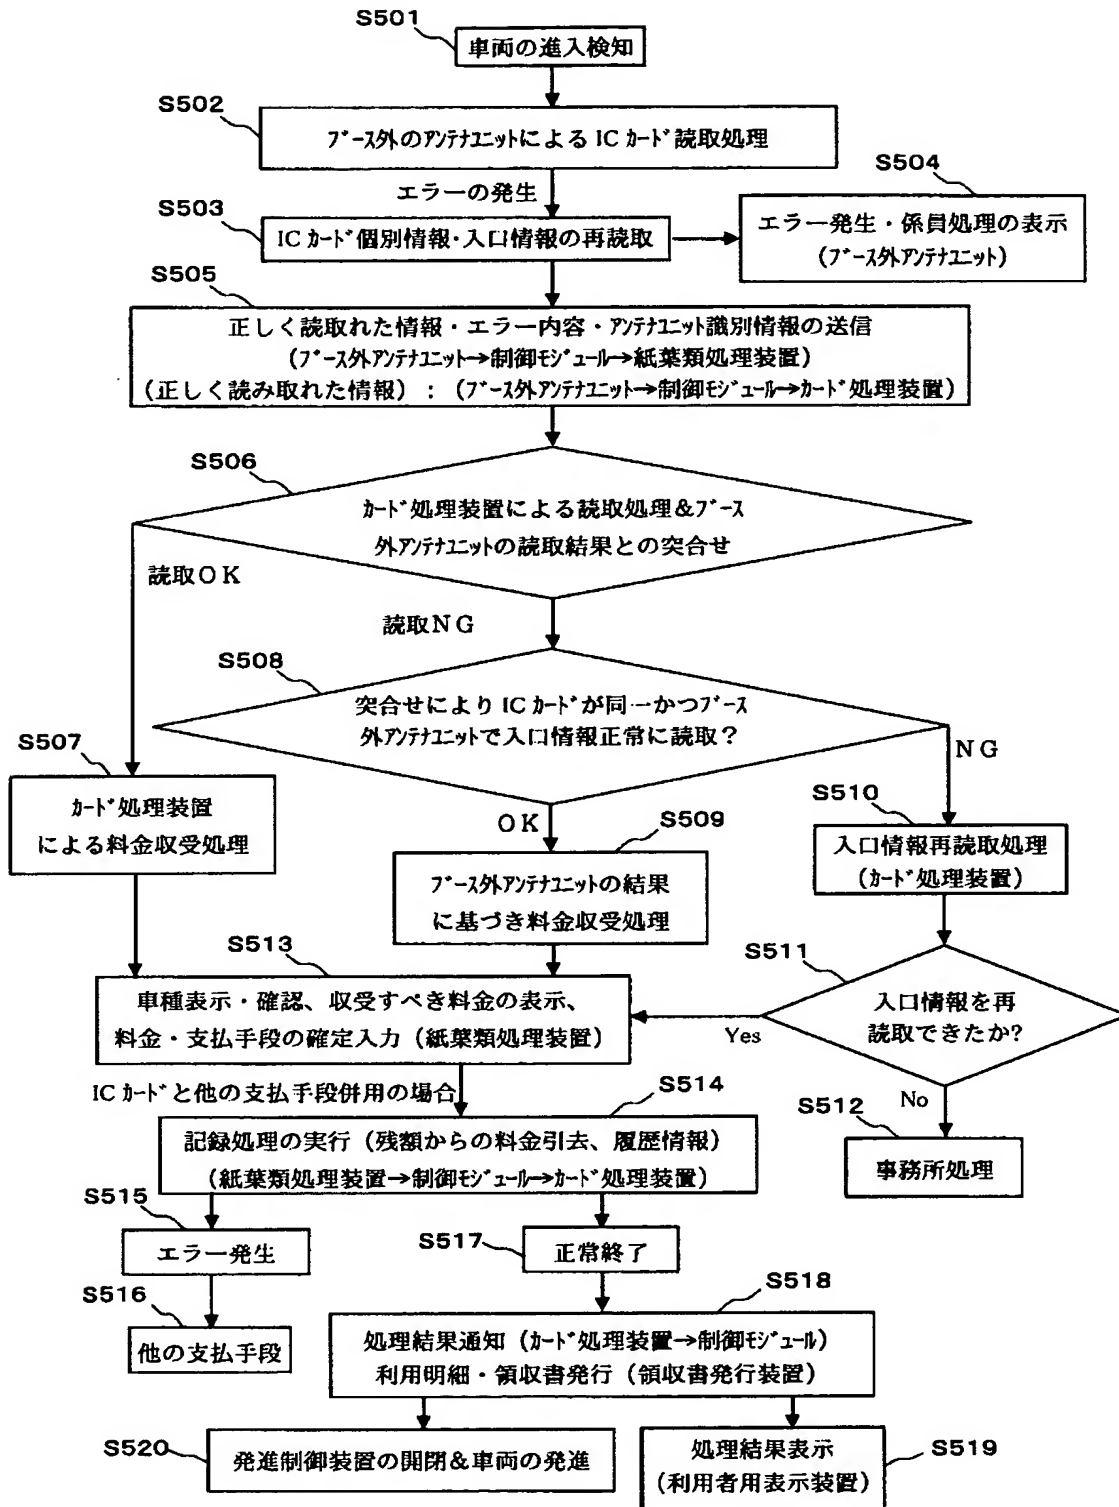 S501
車両の進入検知
S502
ブース外のアンテナユニットによるICカード読取処理
エラーの発生
S503
ICカード個別情報・入口情報の再読取
S504
エラー発生・係員処理の表示
(ブース外アンテナユニット)
S505
正しく読取れた情報・エラー内容・アンテナユニット識別情報の送信
(ブース外アンテナユニット→制御モジュール→紙葉類処理装置)
(正しく読み取れた情額):(ブース外アンテナユニット→制御モジュール→カード処理装置)
S506
カード処理装置による読取処理&ブース
外アンテナユニットの読取結果との突合せ
読取OK
読取NG
S508
突合せによりICカードが同一かつブース
外アンテナユニットで入口情報正常に読取?
NG
OK
S507
カード処理装置
による料金収受処理
S509
ブース外アンテナユニットの結果
に基づき料金収受処理
S510
入口情報再読取処理
(カード処理装置)
S511
入口情報を再
読取できたか?
Yes
No
S512
事務所処理
S513
車種表示・確認、収受すべき料金の表示、
料金・支払手段の確定入力(紙葉類処理装置)
ICカードと他の支払手段併用の場合
S514
記録処理の実行(残額からの料金引去、履歴情報)
(紙葉類処理装置→制御モジュール→カード処理装置)
S515
エラー発生
S516
他の支払手段
S517
正常終了
S518
処理結果通知(カード処理装置→制御モジュール)
利用明細・領収書発行(領収書発行装置)
S520
発進制御装置の開閉&車両の発進
S519
処理結果表示
(利用者用表示装置)